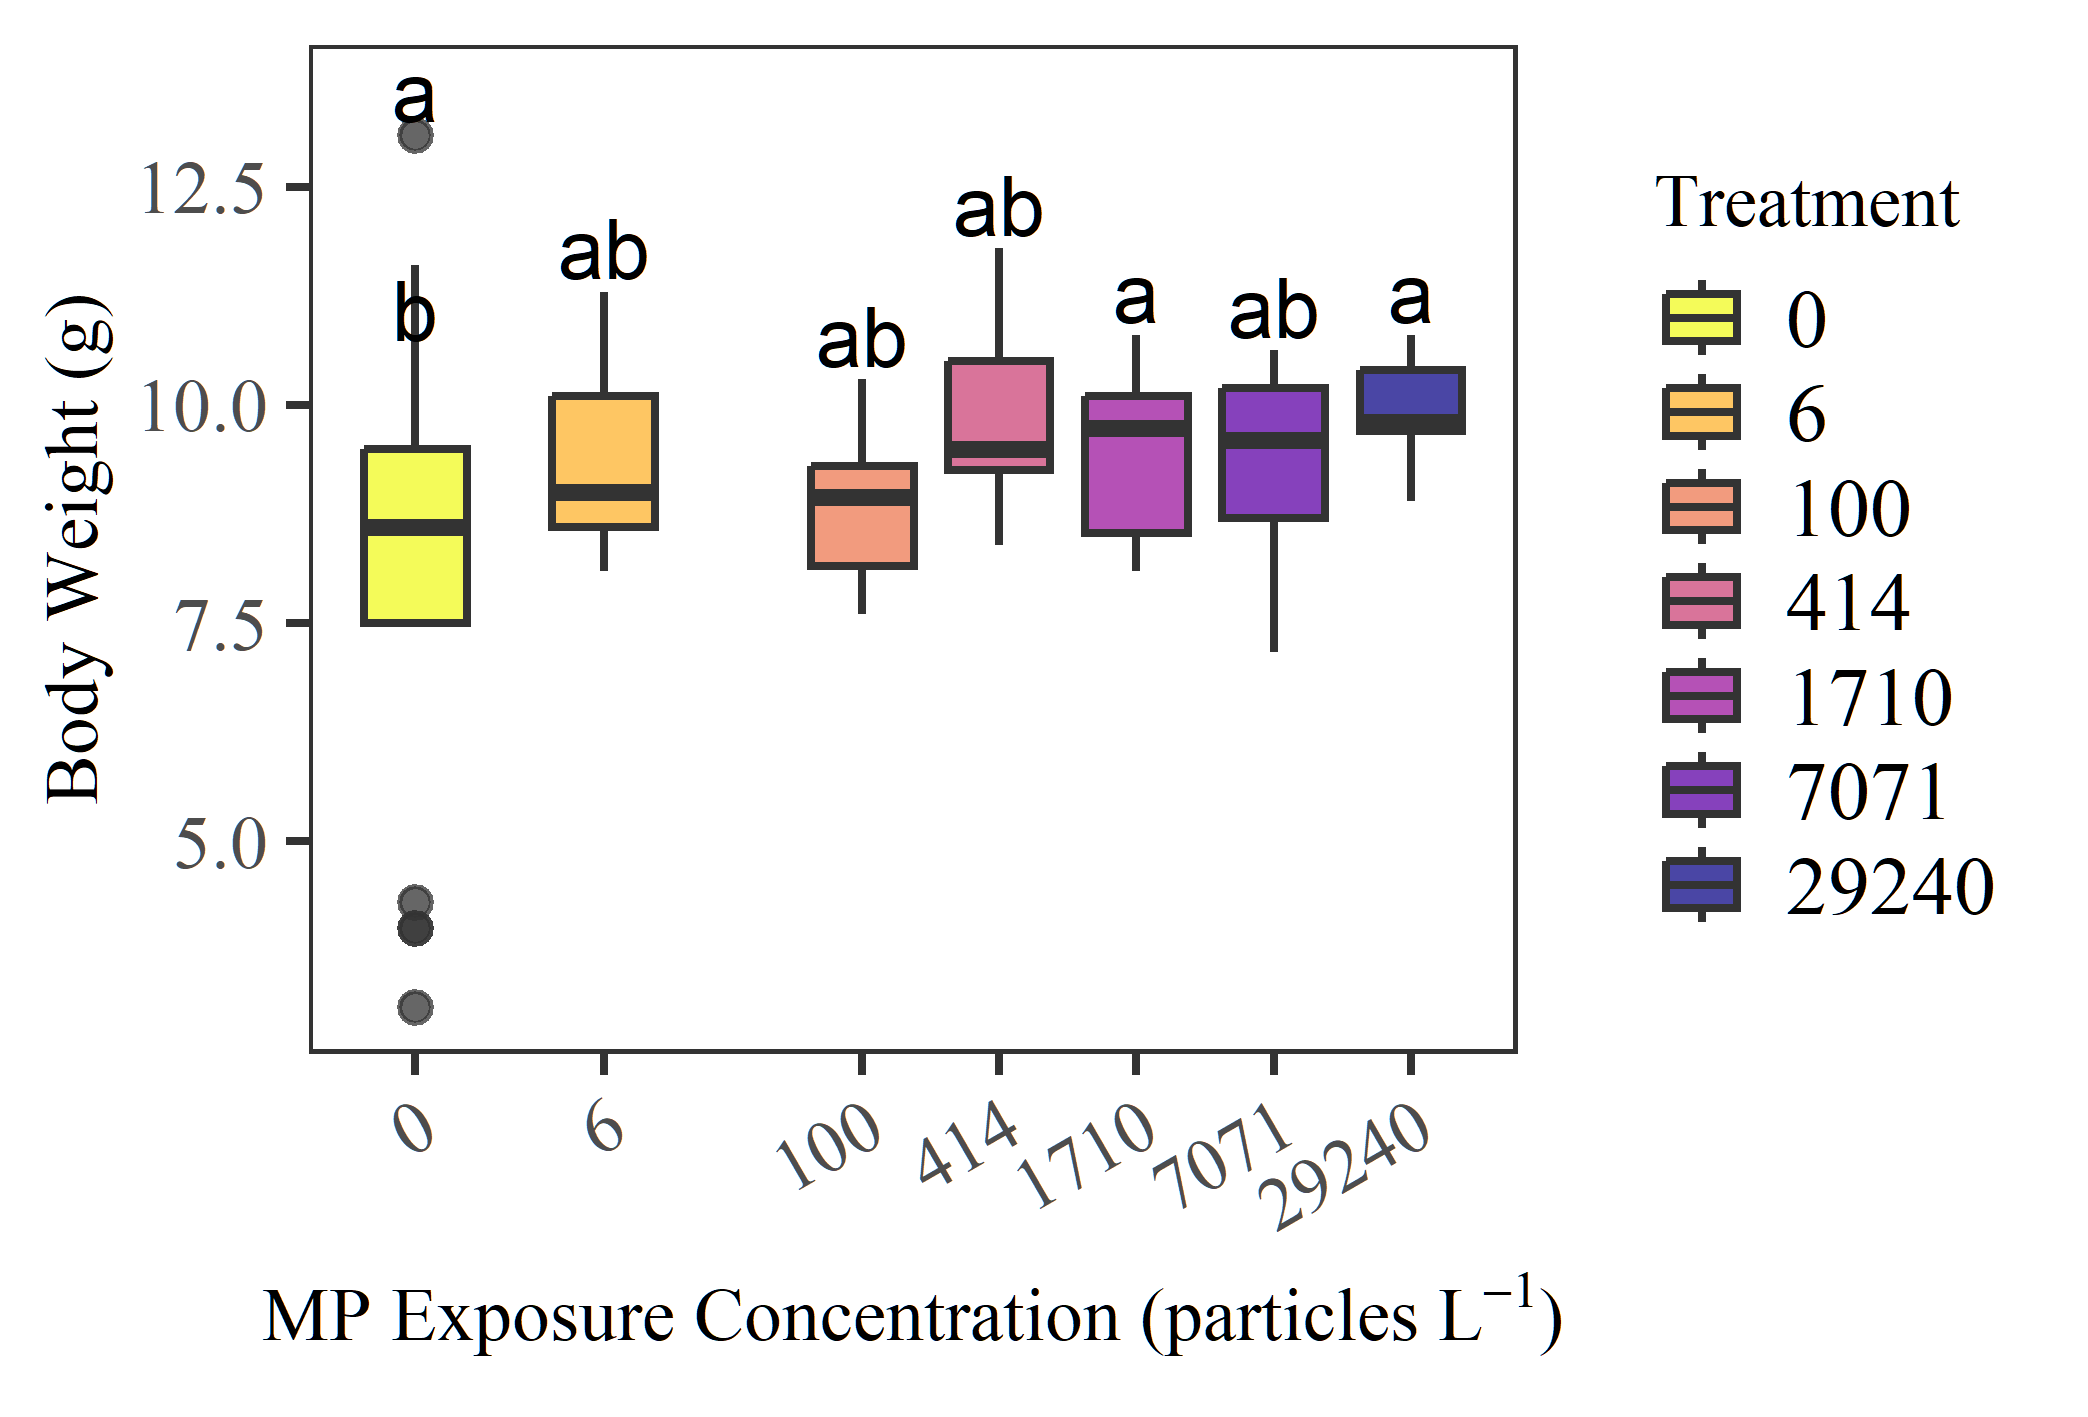 a
12.5
ab
ab
b
ab
a
ab
a
10.0
7.5
5.0
Body Weight (g)
0
6
100
414
1710
7071
29240
MP Exposure Concentration (particles L⁻¹)
Treatment
0
6
100
414
1710
7071
29240